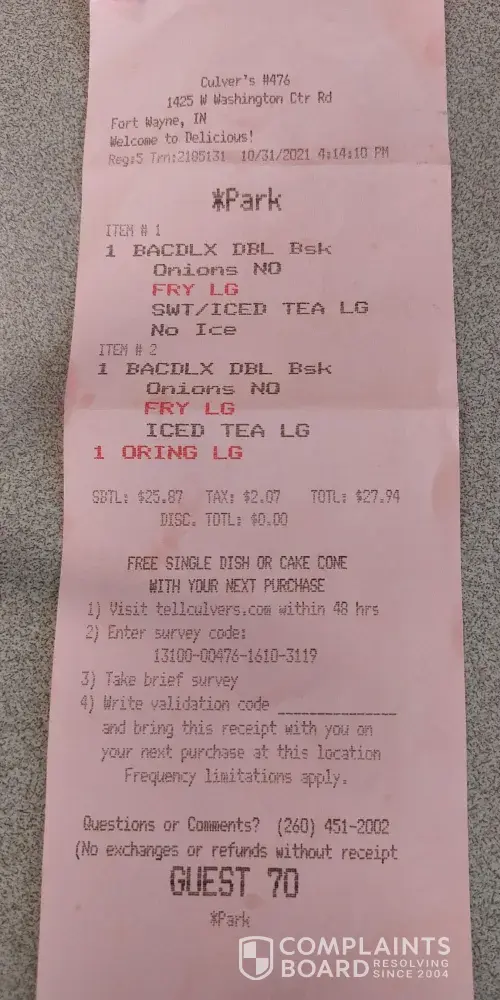 Culver's #476
1425 W Washington Ctr Rd
Fort Wayne, IN
Welcome to Delicious!
Reg:5 Trn:2185131 10/31/2021 4:14:10 PM
*Park
ITEM # 1
1 BACDLX DBL Bsk
Onions NO
FRY LG
SWT/ICED TEA LG
No Ice
ITEM # 2
1 BACDLX DBL Bsk
Onions NO
FRY LG
ICED TEA LG
1 ORING LG
SBTL: $25.87 TAX: $2.07 TOTL: $27.94
DISC. TOTL: $0.00
FREE SINGLE DISH OR CAKE CONE
WITH YOUR NEXT PURCHASE
1) Visit tellculvers.com within 48 hrs
2) Enter survey code:
13100-00476-1610-3119
3) Take brief survey
4) Write validation code ______________
and bring this receipt with you on
your next purchase at this location
Frequency limitations apply.
Questions or Comments? (260) 451-2002
(No exchanges or refunds without receipt
GUEST 70
*Park
COMPLAINTS
BOARD RESOLVING SINCE 2004